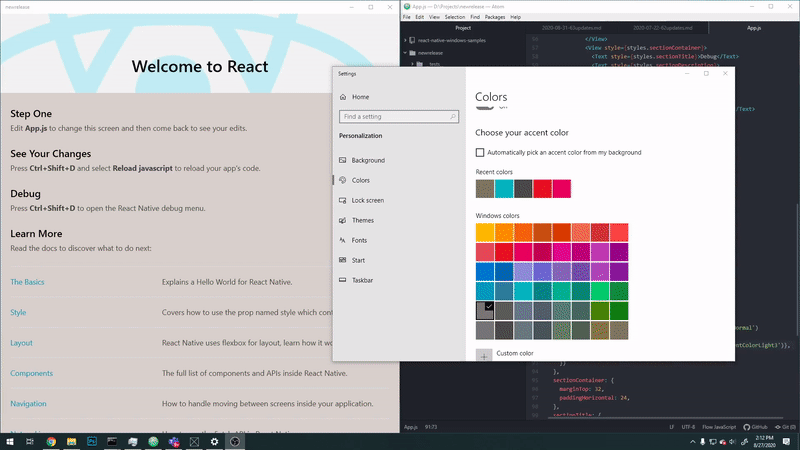 newrelease
Welcome to React
Step One
Edit App.js to change this screen and then come back to see your edits.
See Your Changes
Press Ctrl+Shift+D and select Reload javascript to reload your app's code.
Debug
Press Ctrl+Shift+D to open the React Native debug menu.
Learn More
Read the docs to discover what to do next:
The Basics
Explains a Hello World for React Native.
Style
Covers how to use the prop named style which cont
Layout
React Native uses flexbox for layout, learn how it wo
Components
The full list of components and APIs inside React Native.
Navigation
How to handle moving between screens inside your application.
App.js — D:\Projects\newrelease — Atom
File Edit View Selection Find Packages Help
Project
2020-08-31-63updates.md
2020-07-22-62updates.md
App.js
react-native-windows-samples
newrelease
__tests__
</View>
<View style={styles.sectionContainer}>
<Text style={styles.sectionTitle}>Debug</Text>
<Text style={styles.sectionDescription}>
</Text>
Settings
Home
Find a setting
Personalization
Background
Colors
Lock screen
Themes
Fonts
Start
Taskbar
Colors
Choose your accent color
Automatically pick an accent color from my background
Recent colors
Windows colors
Custom color
ormal')
entColorLight3')},
},
sectionContainer: {
marginTop: 32,
paddingHorizontal: 24,
},
sectionTitle: {
App.js 91:73
LF UTF-8 Flow JavaScript GitHub Git (0)
2:12 PM
8/27/2020